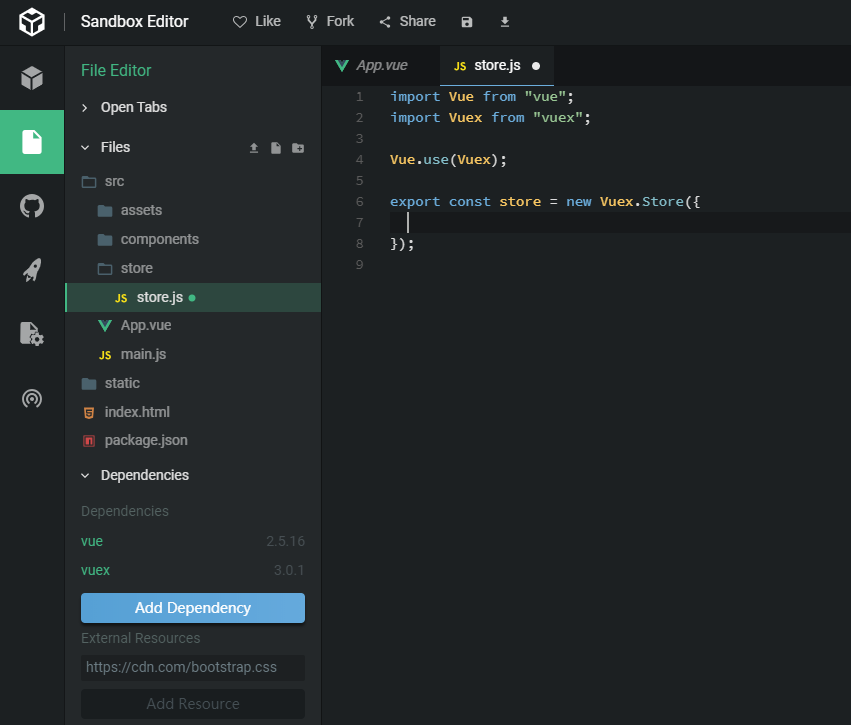 Sandbox Editor
Like
Fork
Share
File Editor
Open Tabs
Files
src
assets
components
store
JS store.js
App.vue
JS main.js
static
index.html
package.json
Dependencies
Dependencies
vue 2.5.16
vuex 3.0.1
Add Dependency
External Resources
https://cdn.com/bootstrap.css
Add Resource
App.vue
JS store.js
1 import Vue from "vue";
2 import Vuex from "vuex";
3
4 Vue.use(Vuex);
5
6 export const store = new Vuex.Store({
7
8 });
9